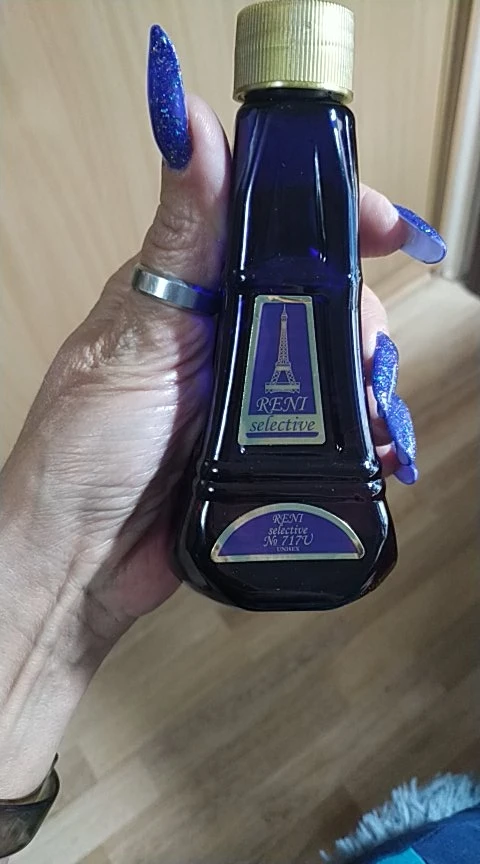 RENI
selective
RENI
selective
№ 717U
UNISEX